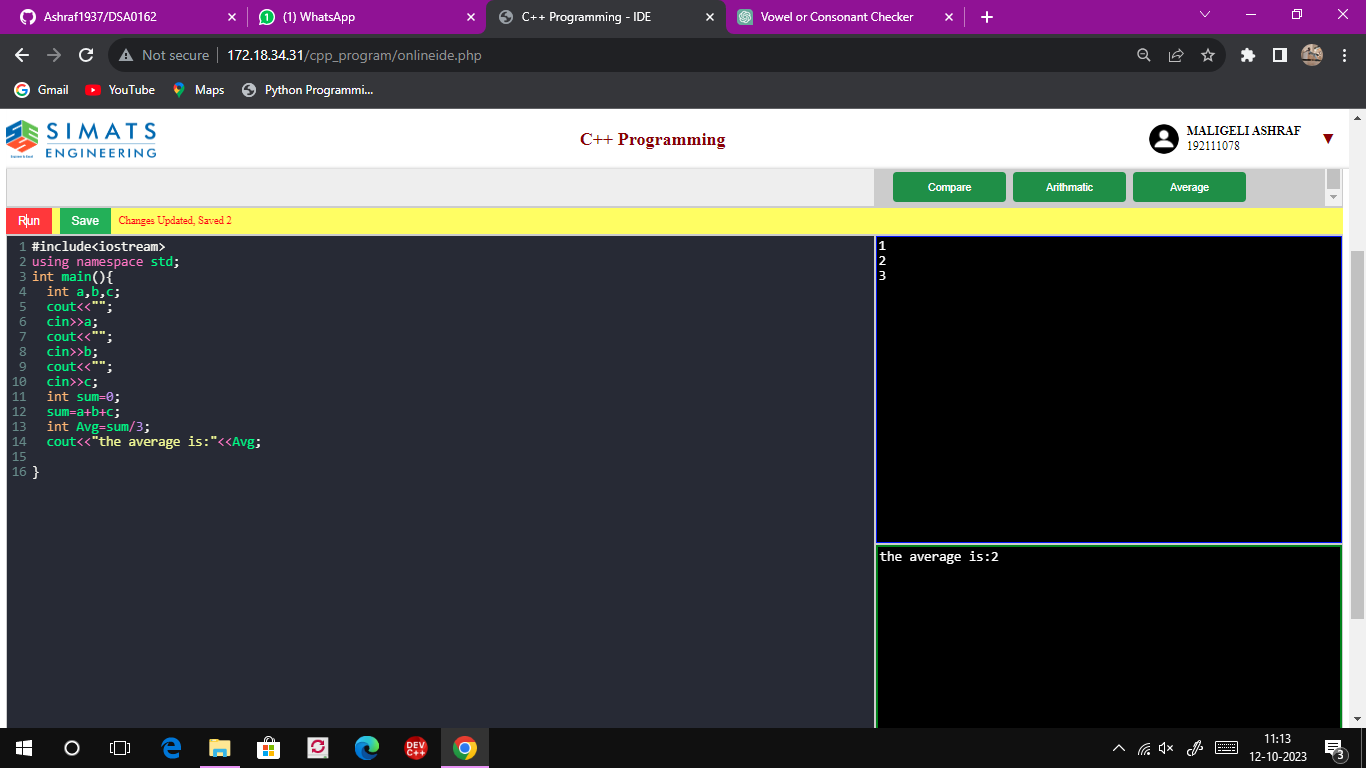 Ashraf1937/DSA0162
(1) WhatsApp
C++ Programming - IDE
Vowel or Consonant Checker
Not secure 172.18.34.31/cpp_program/onlineide.php
Gmail YouTube Maps Python Programmi...
SIMATS
ENGINEERING
C++ Programming
MALIGELI ASHRAF
192111078
Compare Arithmatic Average
Run Save Changes Updated, Saved 2
1 #include<iostream>
2 using namespace std;
3 int main(){
4 int a,b,c;
5 cout<<"";
6 cin>>a;
7 cout<<"";
8 cin>>b;
9 cout<<"";
10 cin>>c;
11 int sum=0;
12 sum=a+b+c;
13 int Avg=sum/3;
14 cout<<"the average is:"<<Avg;
15
16 }
1
2
3
the average is:2
DEV
C++
11:13
12-10-2023
3